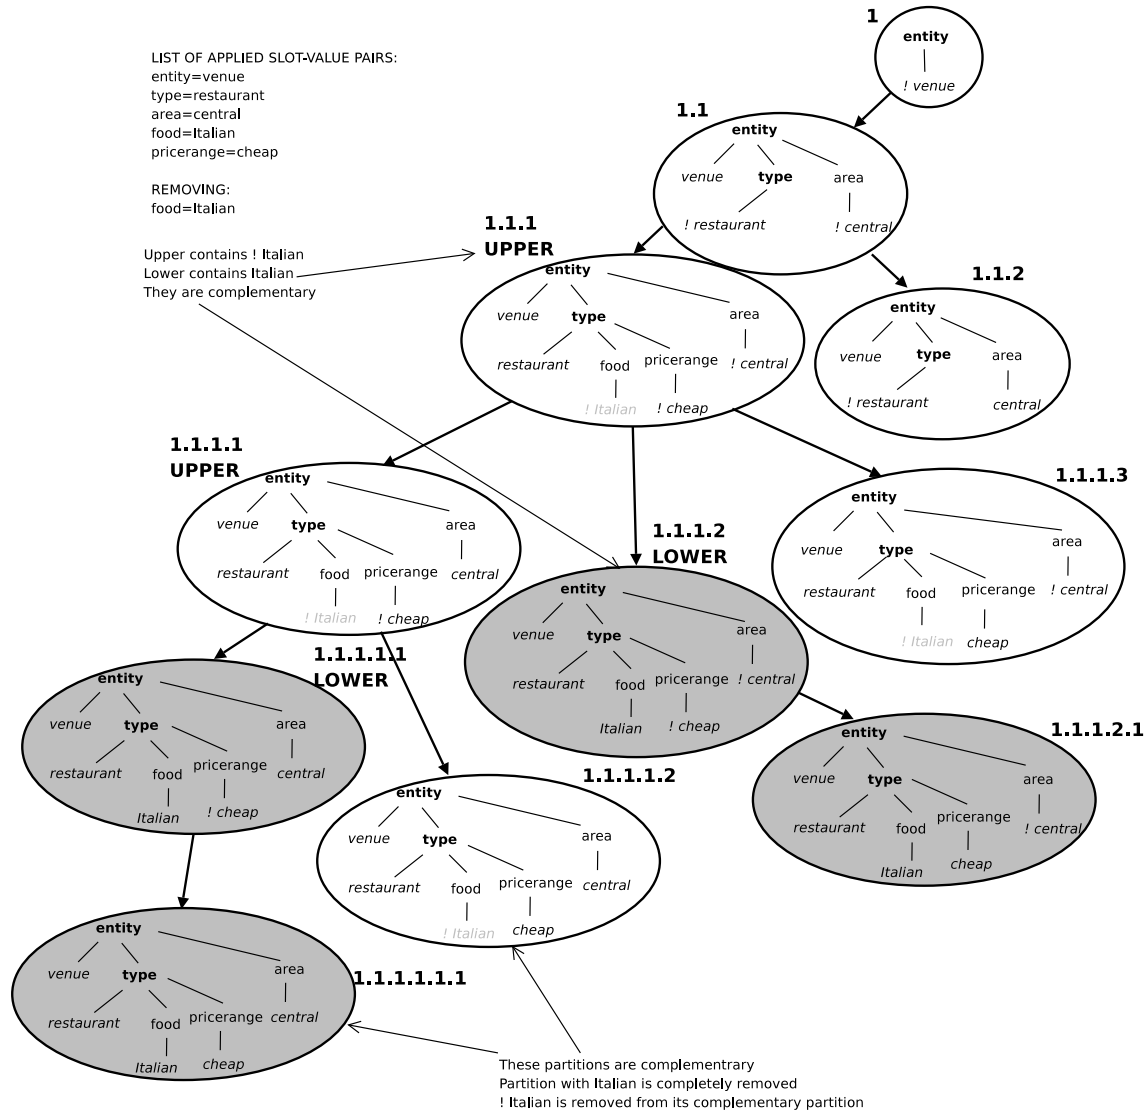 LIST OF APPLIED SLOT-VALUE PAIRS:
entity=venue
type=restaurant
area=central
food=Italian
pricerange=cheap
REMOVING:
food=Italian
Upper contains ! Italian
Lower contains Italian
They are complementary
1
entity
! venue
1.1
entity
venue type area
! restaurant ! central
1.1.1
UPPER
entity
venue type area
restaurant food pricerange ! central
! Italian ! cheap
1.1.2
entity
venue type area
! restaurant central
1.1.1.1
UPPER
entity
venue type area
restaurant food pricerange central
! Italian ! cheap
1.1.1.2
LOWER
entity
venue type area
restaurant food pricerange ! central
Italian ! cheap
1.1.1.3
entity
venue type area
restaurant food pricerange ! central
! Italian cheap
1.1.1.1.1
LOWER
entity
venue type area
restaurant food pricerange central
Italian ! cheap
1.1.1.1.2
entity
venue type area
restaurant food pricerange central
! Italian cheap
1.1.1.2.1
entity
venue type area
restaurant food pricerange ! central
Italian cheap
1.1.1.1.1.1
entity
venue type area
restaurant food pricerange central
Italian cheap
These partitions are complementrary
Partition with Italian is completely removed
! Italian is removed from its complementary partition